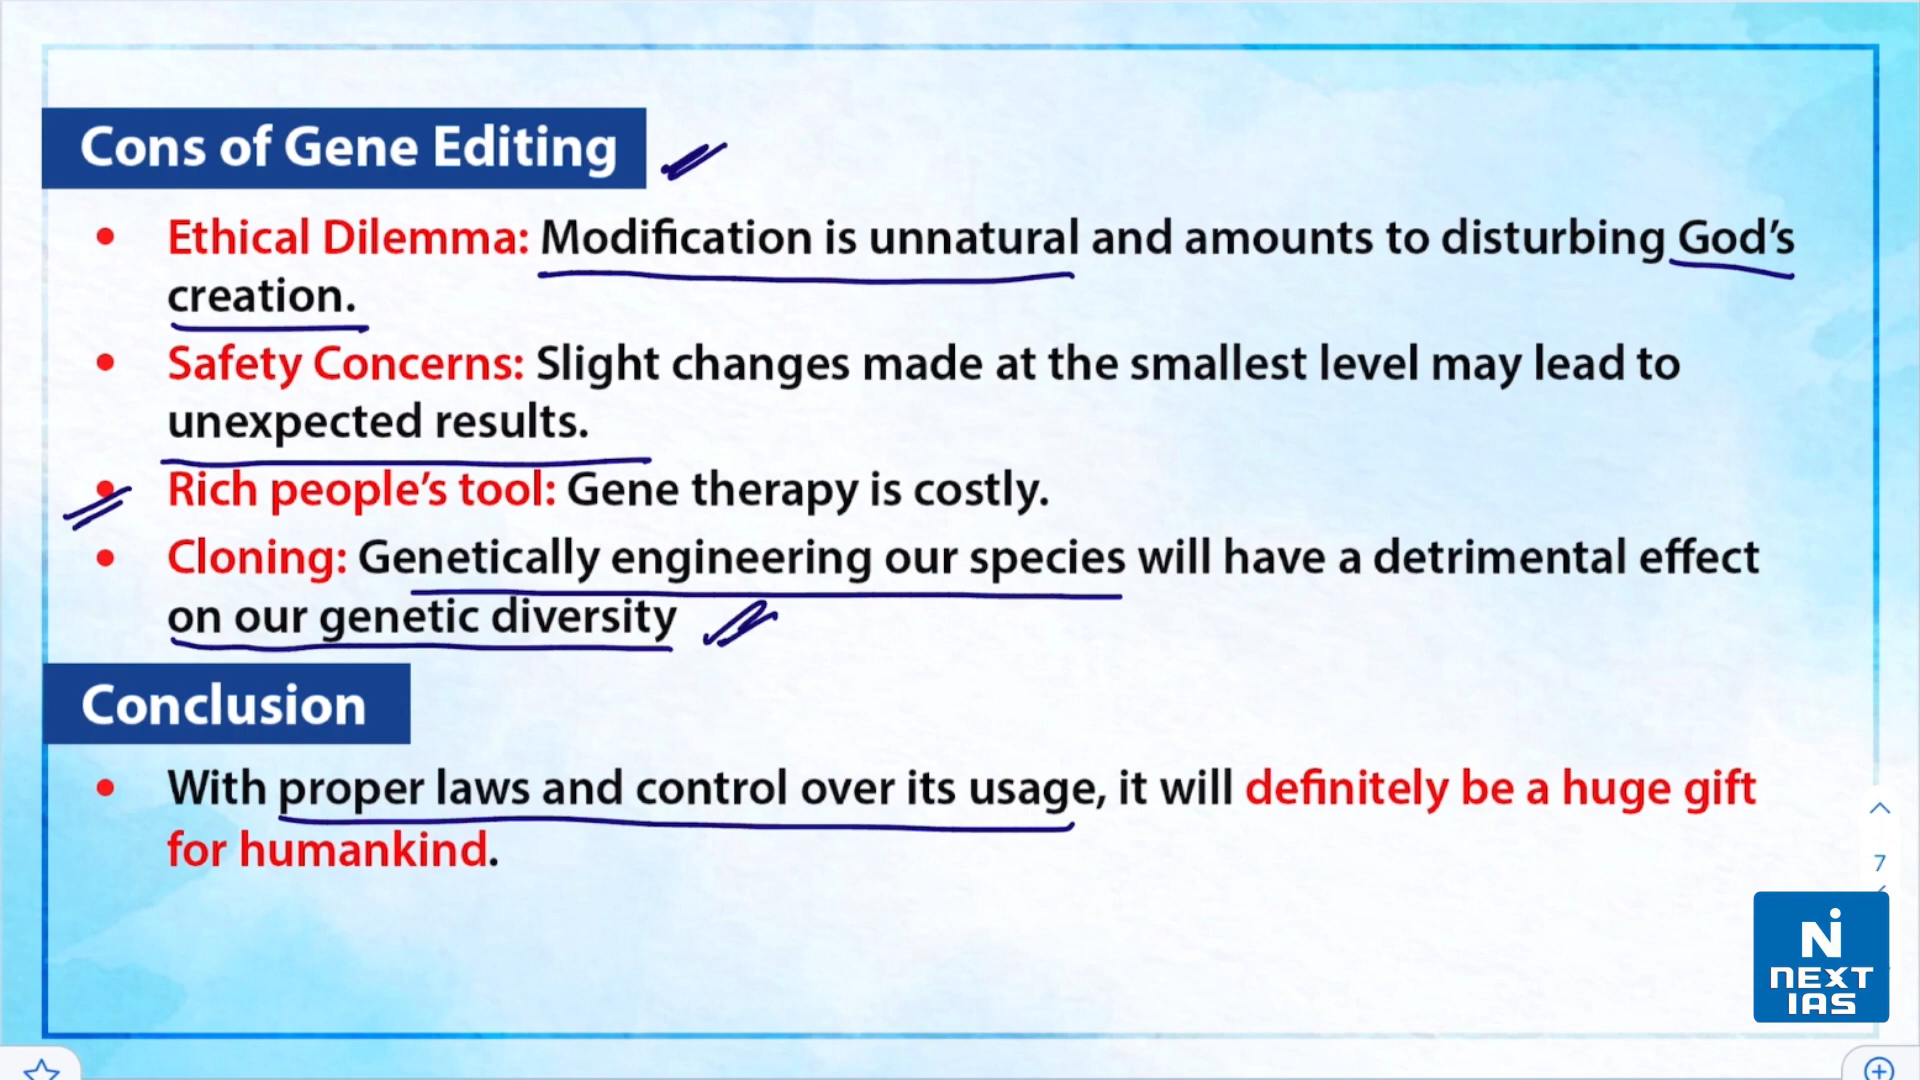 Cons of Gene Editing
• Ethical Dilemma: Modification is unnatural and amounts to disturbing God’s
creation.
• Safety Concerns: Slight changes made at the smallest level may lead to
unexpected results.
• Rich people’s tool: Gene therapy is costly.
• Cloning: Genetically engineering our species will have a detrimental effect
on our genetic diversity
Conclusion
• With proper laws and control over its usage, it will definitely be a huge gift
for humankind.
7
N
NEXT
IAS